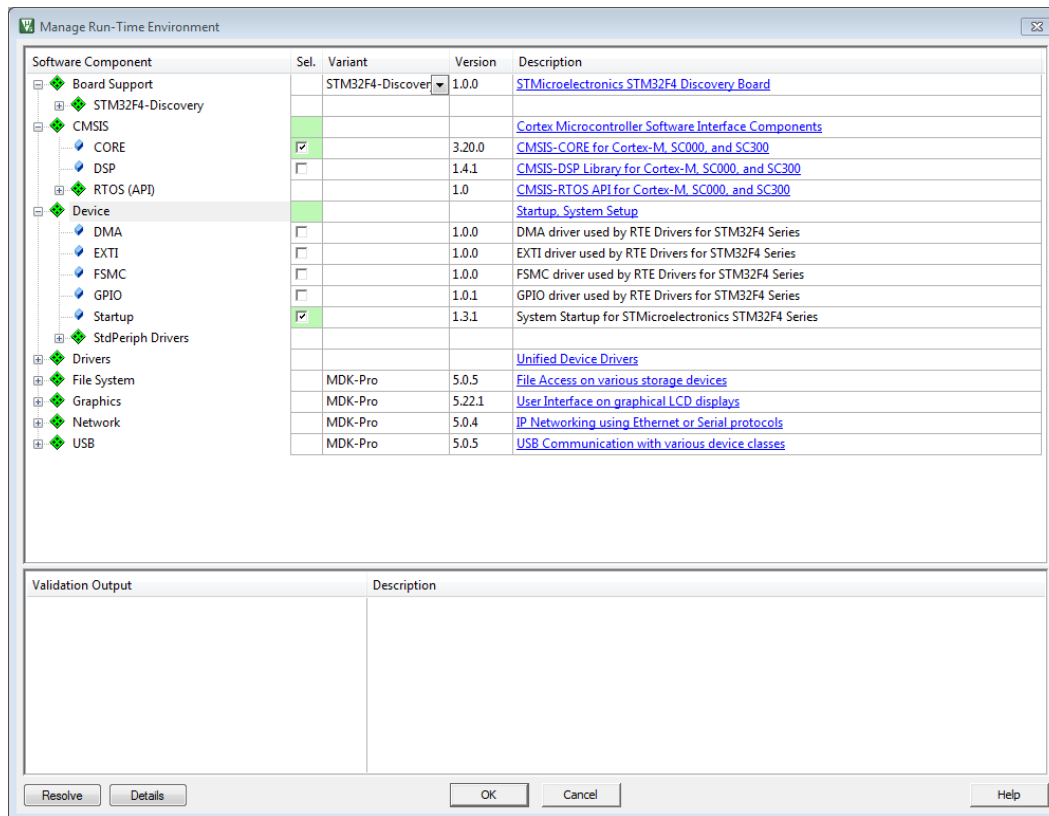 Manage Run-Time Environment
Software Component Sel. Variant Version Description
Board Support STM32F4-Discover 1.0.0 STMicroelectronics STM32F4 Discovery Board
STM32F4-Discovery
CMSIS Cortex Microcontroller Software Interface Components
CORE 3.20.0 CMSIS-CORE for Cortex-M, SC000, and SC300
DSP 1.4.1 CMSIS-DSP Library for Cortex-M, SC000, and SC300
RTOS (API) 1.0 CMSIS-RTOS API for Cortex-M, SC000, and SC300
Device Startup, System Setup
DMA 1.0.0 DMA driver used by RTE Drivers for STM32F4 Series
EXTI 1.0.0 EXTI driver used by RTE Drivers for STM32F4 Series
FSMC 1.0.0 FSMC driver used by RTE Drivers for STM32F4 Series
GPIO 1.0.1 GPIO driver used by RTE Drivers for STM32F4 Series
Startup 1.3.1 System Startup for STMicroelectronics STM32F4 Series
StdPeriph Drivers
Drivers Unified Device Drivers
File System MDK-Pro 5.0.5 File Access on various storage devices
Graphics MDK-Pro 5.22.1 User Interface on graphical LCD displays
Network MDK-Pro 5.0.4 IP Networking using Ethernet or Serial protocols
USB MDK-Pro 5.0.5 USB Communication with various device classes
Validation Output Description
Resolve Details OK Cancel Help